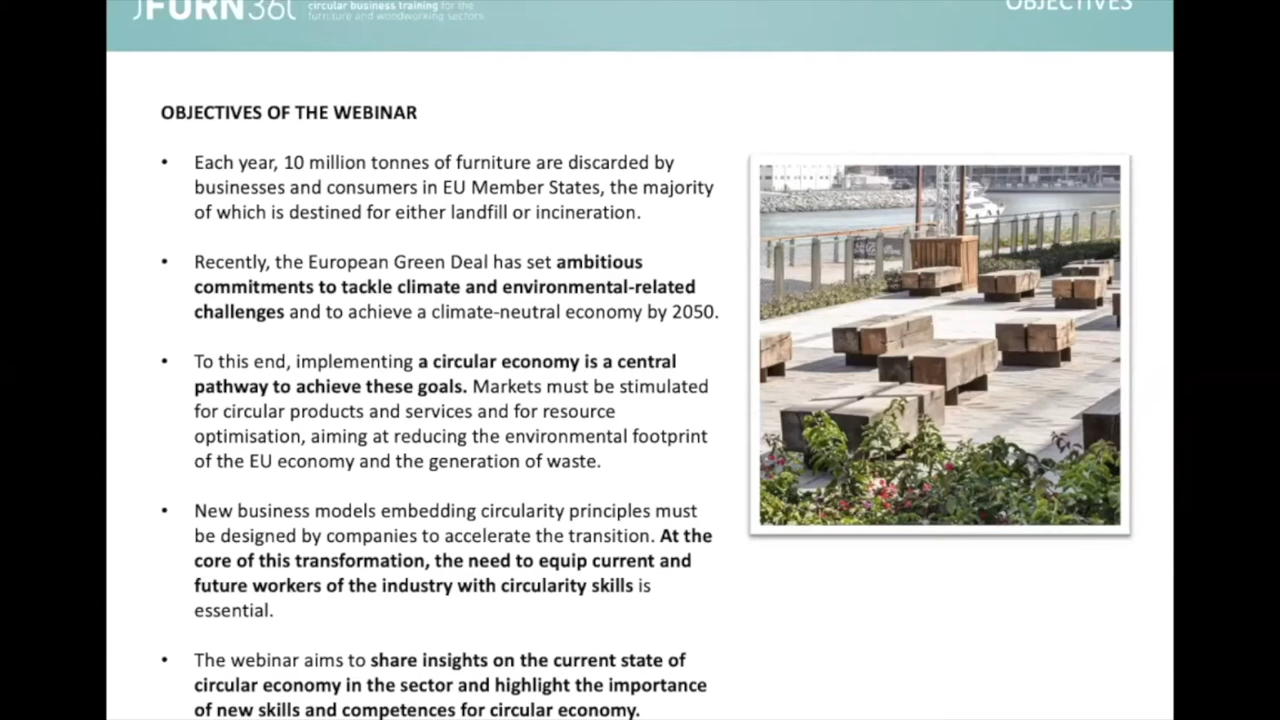 FURN360
circular business training for the
furniture and woodworking sectors
OBJECTIVES
OBJECTIVES OF THE WEBINAR
• Each year, 10 million tonnes of furniture are discarded by
businesses and consumers in EU Member States, the majority
of which is destined for either landfill or incineration.
• Recently, the European Green Deal has set ambitious
commitments to tackle climate and environmental-related
challenges and to achieve a climate-neutral economy by 2050.
• To this end, implementing a circular economy is a central
pathway to achieve these goals. Markets must be stimulated
for circular products and services and for resource
optimisation, aiming at reducing the environmental footprint
of the EU economy and the generation of waste.
• New business models embedding circularity principles must
be designed by companies to accelerate the transition. At the
core of this transformation, the need to equip current and
future workers of the industry with circularity skills is
essential.
• The webinar aims to share insights on the current state of
circular economy in the sector and highlight the importance
of new skills and competences for circular economy.